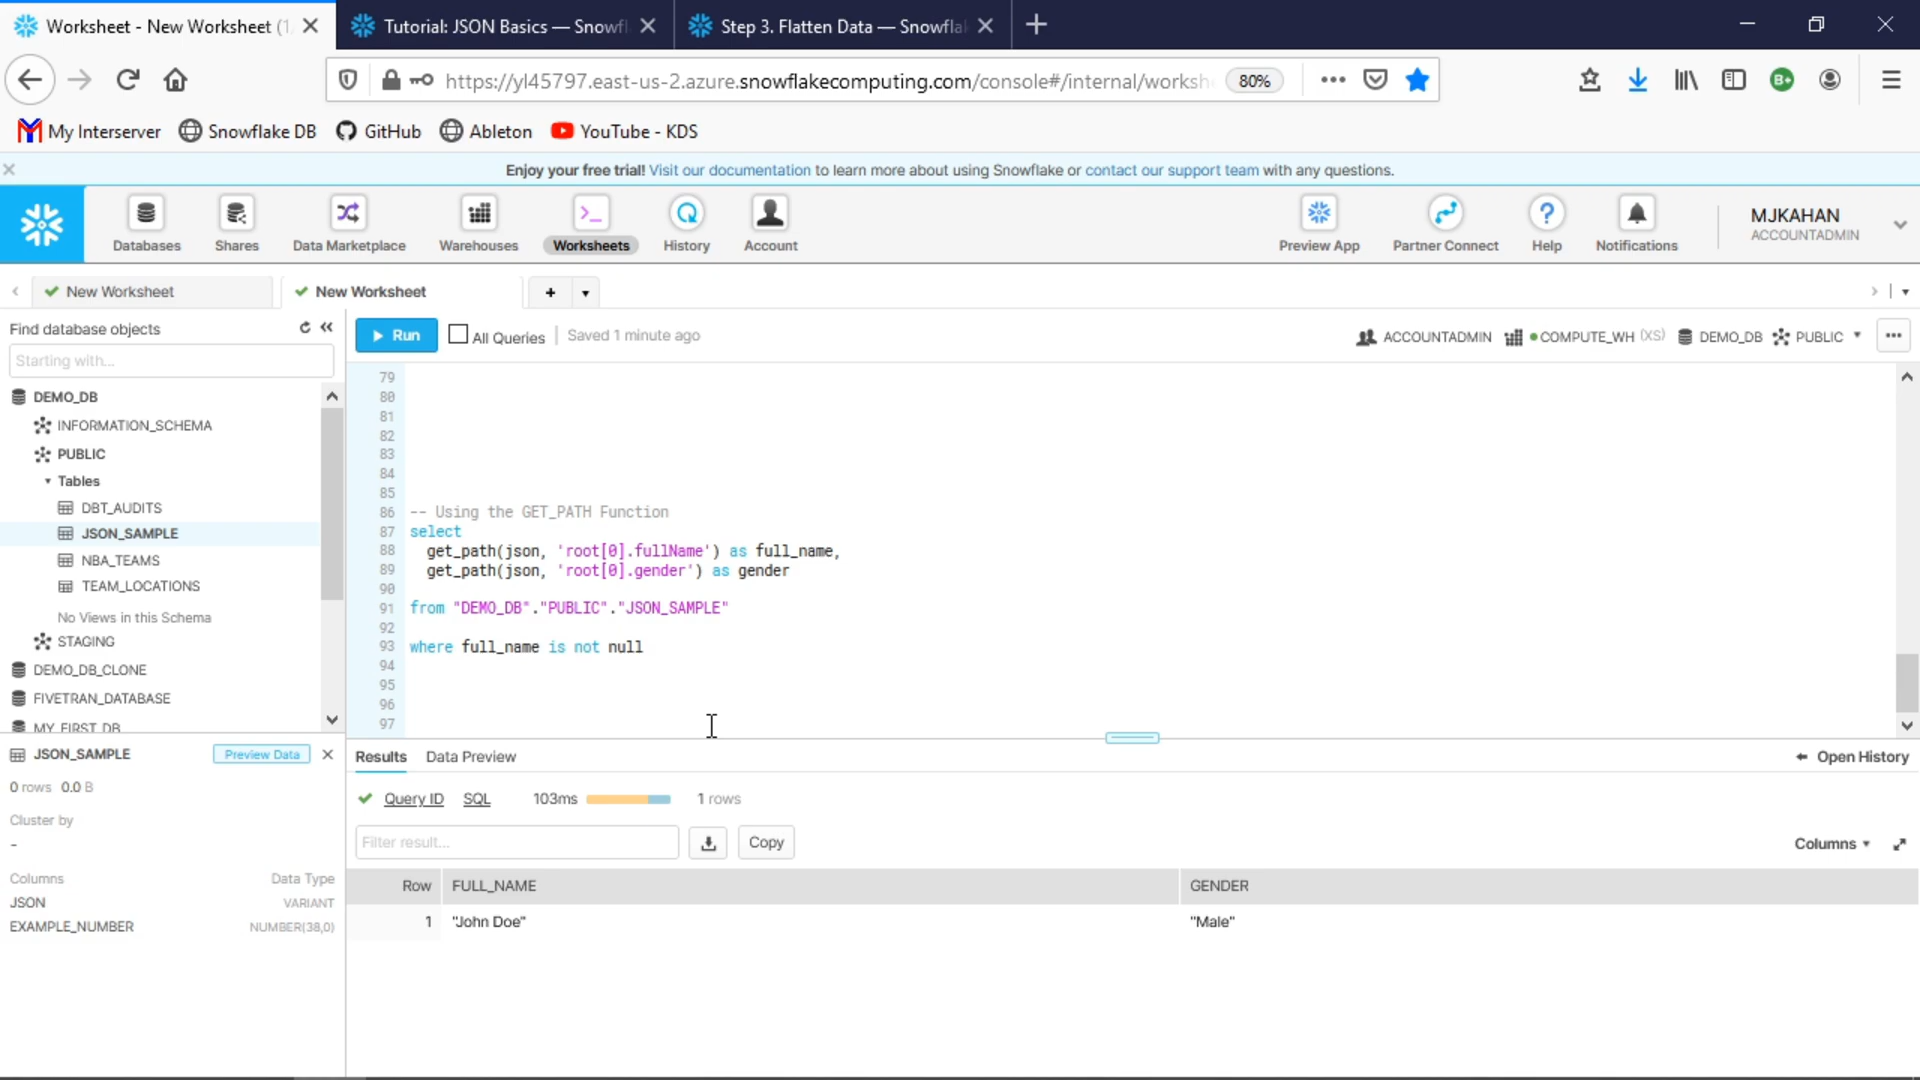 Worksheet - New Worksheet (1
Tutorial: JSON Basics — Snowfl
Step 3. Flatten Data — Snowfla
https://yl45797.east-us-2.azure.snowflakecomputing.com/console#/internal/workshe
80%
B+
My Interserver
Snowflake DB
GitHub
Ableton
YouTube - KDS
Enjoy your free trial! Visit our documentation to learn more about using Snowflake or contact our support team with any questions.
Databases
Shares
Data Marketplace
Warehouses
Worksheets
History
Account
Preview App
Partner Connect
Help
Notifications
MJKAHAN
ACCOUNTADMIN
New Worksheet
New Worksheet
Find database objects
Starting with...
Run
All Queries
Saved 1 minute ago
ACCOUNTADMIN
COMPUTE_WH (XS)
DEMO_DB
PUBLIC
DEMO_DB
INFORMATION_SCHEMA
PUBLIC
Tables
DBT_AUDITS
JSON_SAMPLE
NBA_TEAMS
TEAM_LOCATIONS
No Views in this Schema
STAGING
DEMO_DB_CLONE
FIVETRAN_DATABASE
MY_FIRST_DB
79
80
81
82
83
84
85
86 -- Using the GET_PATH Function
87 select
88 get_path(json, 'root[0].fullName') as full_name,
89 get_path(json, 'root[0].gender') as gender
90
91 from "DEMO_DB"."PUBLIC"."JSON_SAMPLE"
92
93 where full_name is not null
94
95
96
97
JSON_SAMPLE
Preview Data
0 rows 0.0 B
Cluster by
-
Columns Data Type
JSON VARIANT
EXAMPLE_NUMBER NUMBER(38,0)
Results
Data Preview
Open History
Query ID
SQL
103ms
1 rows
Filter result...
Copy
Columns
Row FULL_NAME GENDER
1 "John Doe" "Male"